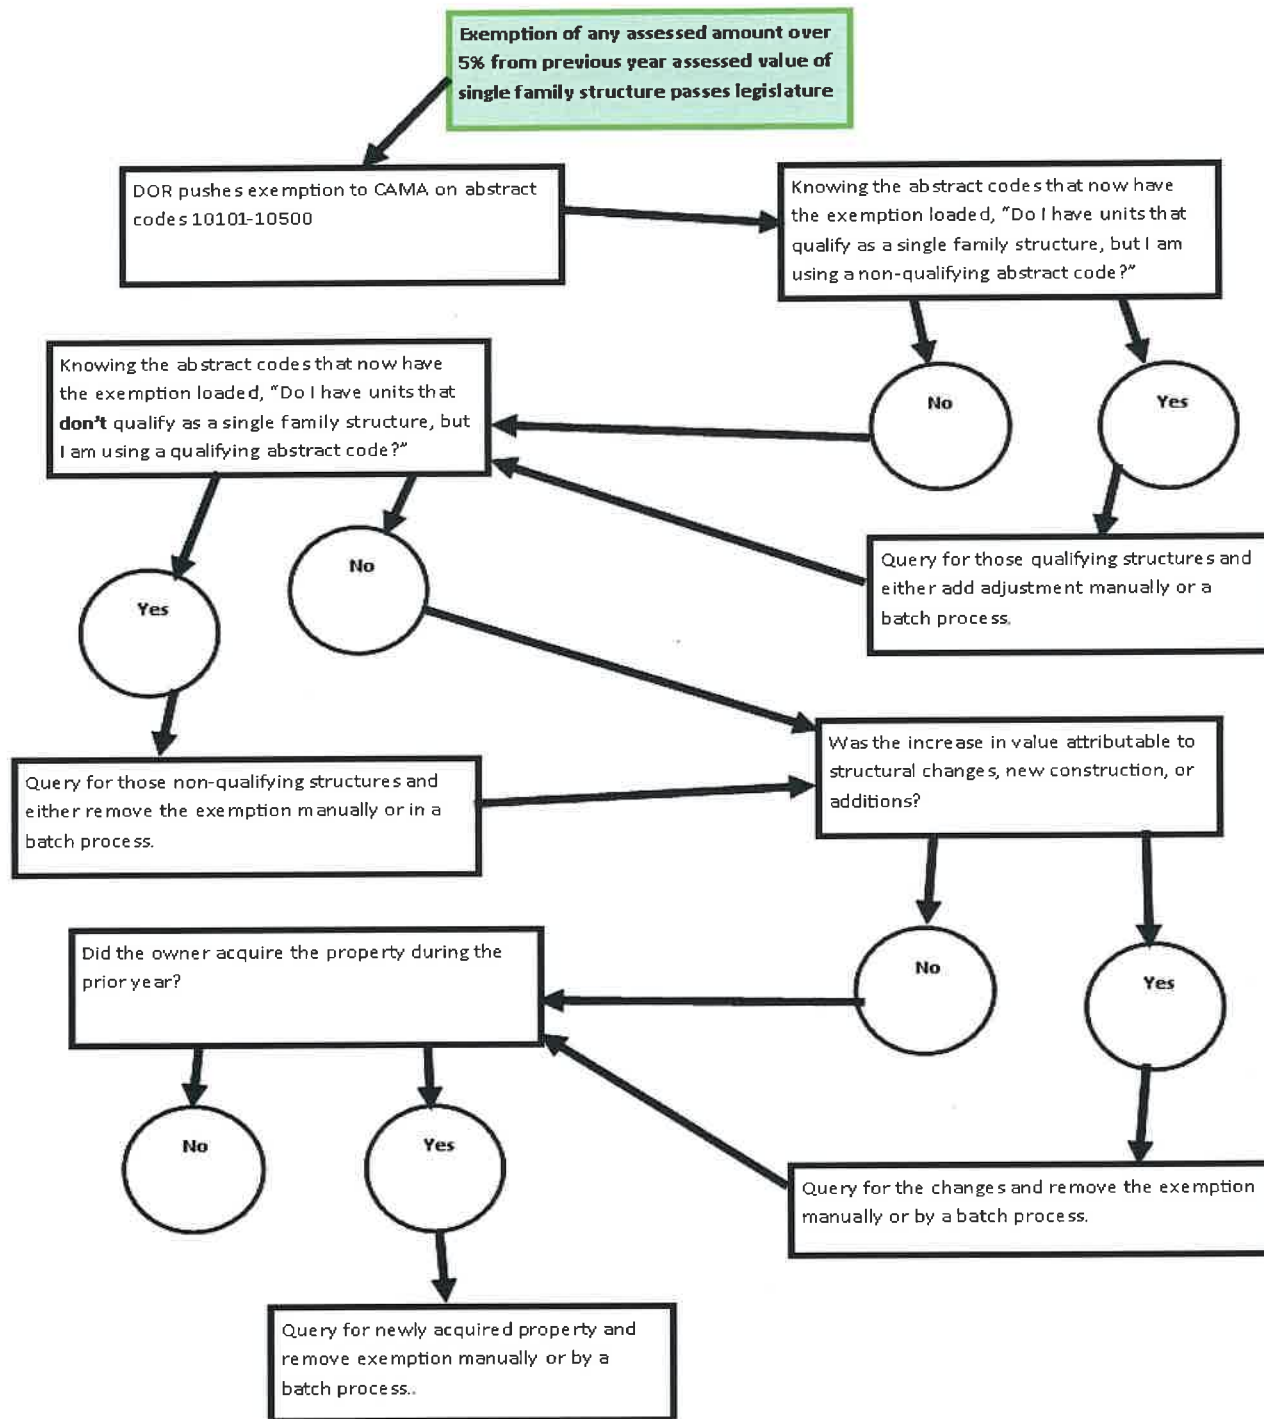 Exemption of any assessed amount over
5% from previous year assessed value of
single family structure passes legislature
DOR pushes exemption to CAMA on abstract
codes 10101-10500
Knowing the abstract codes that now have
the exemption loaded, "Do I have units that
qualify as a single family structure, but I am
using a non-qualifying abstract code?"
Knowing the abstract codes that now have
the exemption loaded, "Do I have units that
don't qualify as a single family structure, but
I am using a qualifying abstract code?"
No
Yes
Query for those qualifying structures and
either add adjustment manually or a
batch process.
Yes
No
Query for those non-qualifying structures and
either remove the exemption manually or in a
batch process.
Was the increase in value attributable to
structural changes, new construction, or
additions?
No
Yes
Did the owner acquire the property during the
prior year?
No
Yes
Query for the changes and remove the exemption
manually or by a batch process.
Query for newly acquired property and
remove exemption manually or by a
batch process..